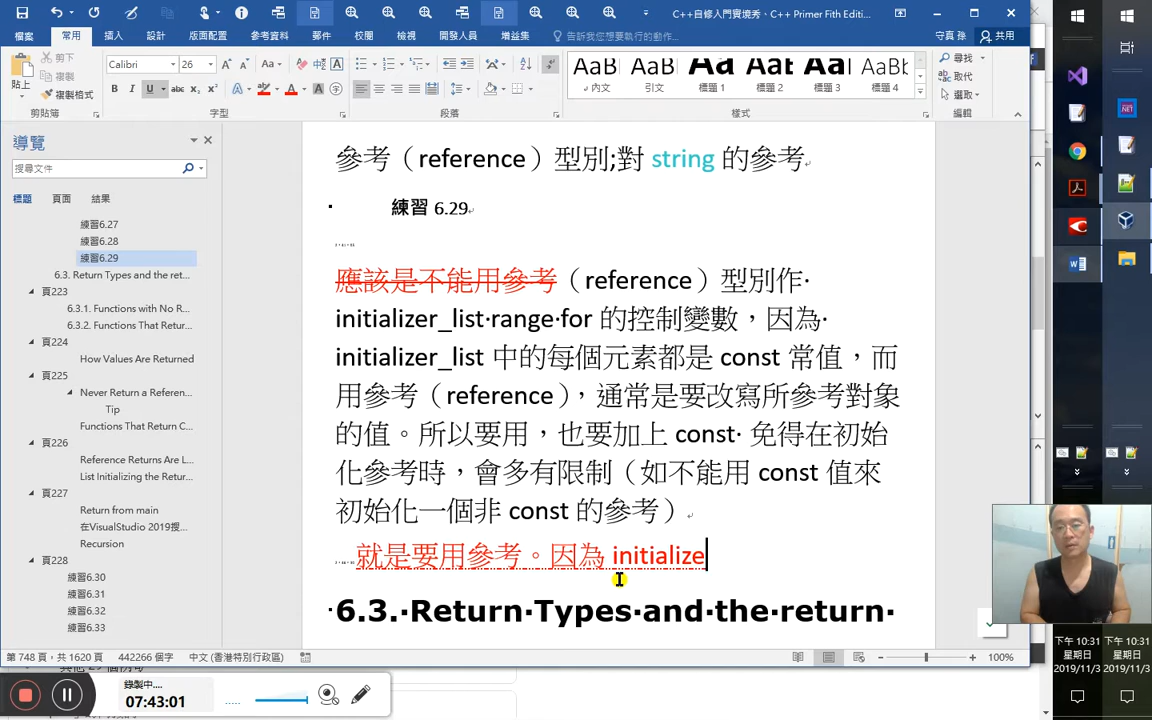 C++自修入門實境秀、C++ Primer Fith Editi...
檔案 常用 插入 設計 版面配置 參考資料 郵件 校閱 檢視 開發人員 增益集 告訴我您想要執行的動作... 守真 孫 共用
貼上 剪下 複製 複製格式
Calibri 26
AaB AaBb AaB AaB AaB AaBb
內文 內文 標題 1 標題 2 標題 3 標題 4
尋找 取代 選取
剪貼簿 字型 段落 樣式 編輯
導覽
搜尋文件
標題 頁面 結果
練習6.27
練習6.28
練習6.29
6.3. Return Types and the ret...
頁223
6.3.1. Functions with No R...
6.3.2. Functions That Retur...
頁224
How Values Are Returned
頁225
Never Return a Referen...
Tip
Functions That Return C...
頁226
Reference Returns Are L...
List Initializing the Retur...
頁227
Return from main
在VisualStudio 2019搜...
Recursion
頁228
練習6.30
練習6.31
練習6.32
練習6.33
參考（reference）型別;對 string 的參考
練習 6.29
應該是不能用參考（reference）型別作
initializer_list range for 的控制變數，因為
initializer_list 中的每個元素都是 const 常值，而
用參考（reference），通常是要改寫所參考對象
的值。所以要用，也要加上 const 免得在初始
化參考時，會多有限制（如不能用 const 值來
初始化一個非 const 的參考）
就是要用參考。因為 initialize
6.3. Return Types and the return
第 748 頁，共 1620 頁 442266 個字 中文 (香港特別行政區) 100%
錄製中....
07:43:01
下午 10:31
星期日
2019/11/3
下午 10:31
星期日
2019/11/3